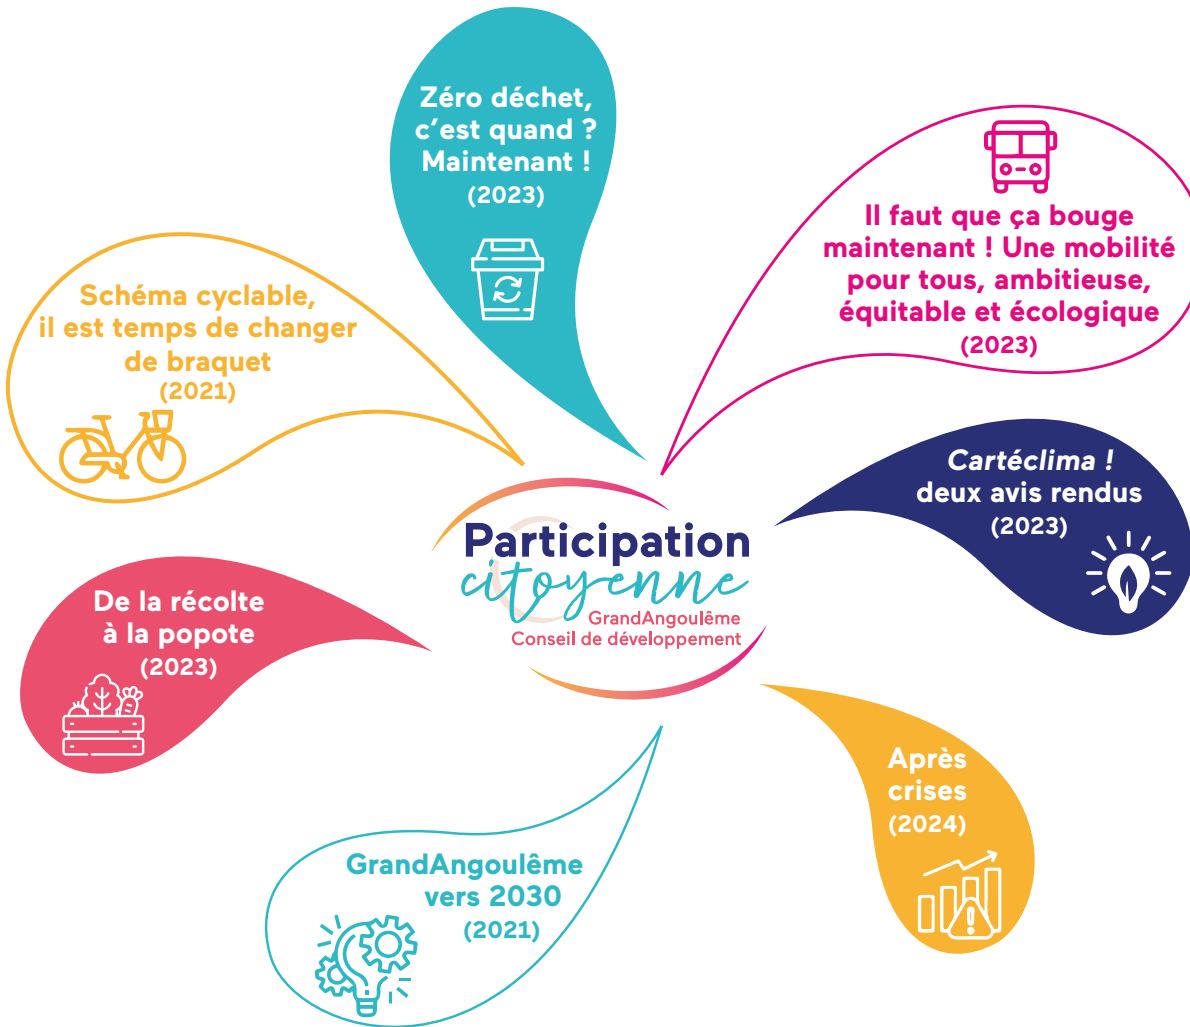 Zéro déchet,
c'est quand ?
Maintenant !
(2023)
Il faut que ça bouge
maintenant ! Une mobilité
pour tous, ambitieuse,
équitable et écologique
(2023)
Schéma cyclable,
il est temps de changer
de braquet
(2021)
Cartéclima !
deux avis rendus
(2023)
Participation
citoyenne
GrandAngoulême
Conseil de développement
De la récolte
à la popote
(2023)
Après
crises
(2024)
GrandAngoulême
vers 2030
(2021)